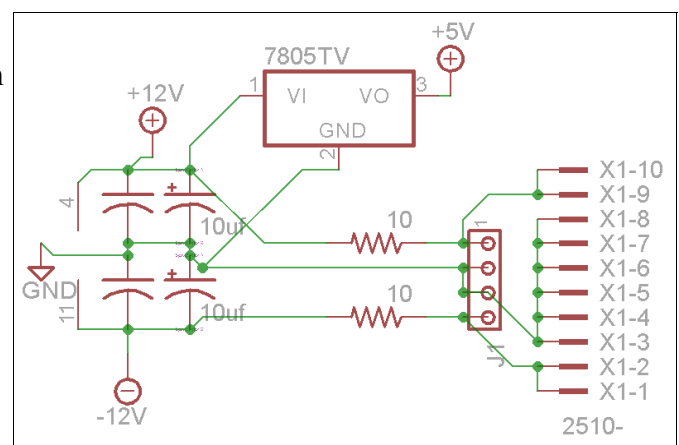 +5V
7805TV
1 VI VO 3
GND
2
+12V
4
10uf
GND
11
10uf
-12V
10
10
1
J1
X1-10
X1-9
X1-8
X1-7
X1-6
X1-5
X1-4
X1-3
X1-2
X1-1
2510-